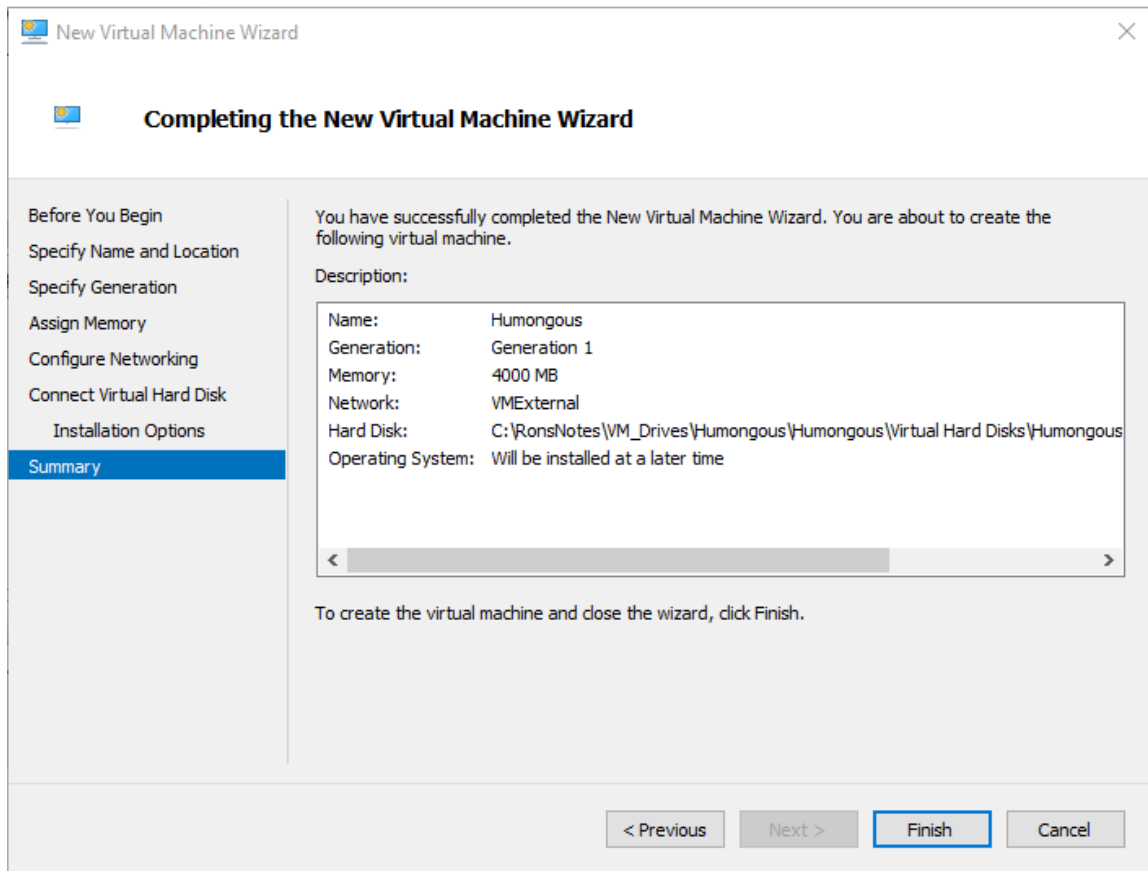 New Virtual Machine Wizard
Completing the New Virtual Machine Wizard
Before You Begin
Specify Name and Location
Specify Generation
Assign Memory
Configure Networking
Connect Virtual Hard Disk
Installation Options
Summary
You have successfully completed the New Virtual Machine Wizard. You are about to create the
following virtual machine.
Description:
Name: Humongous
Generation: Generation 1
Memory: 4000 MB
Network: VMExternal
Hard Disk: C:\RonsNotes\VM_Drives\Humongous\Humongous\Virtual Hard Disks\Humongous
Operating System: Will be installed at a later time
To create the virtual machine and close the wizard, click Finish.
< Previous Next > Finish Cancel